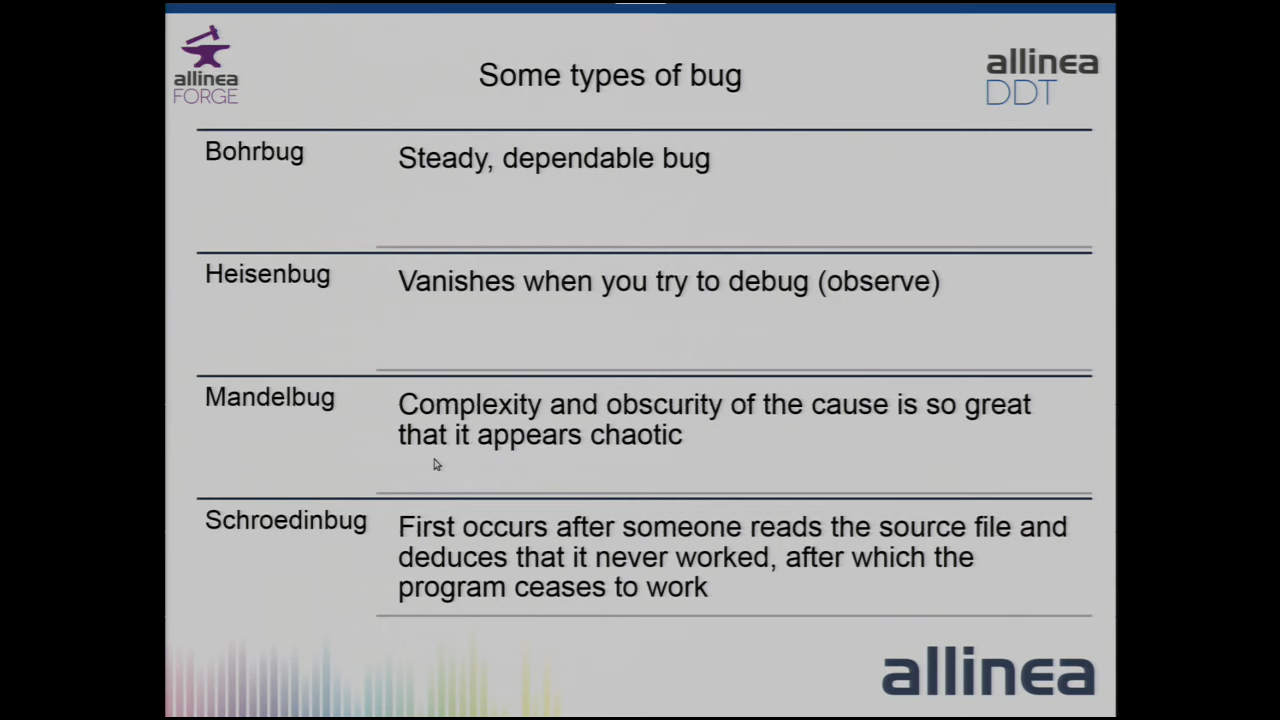 allinea
FORGE
Some types of bug
allinea
DDT
Bohrbug
Steady, dependable bug
Heisenbug
Vanishes when you try to debug (observe)
Mandelbug
Complexity and obscurity of the cause is so great
that it appears chaotic
Schroedinbug
First occurs after someone reads the source file and
deduces that it never worked, after which the
program ceases to work
allinea